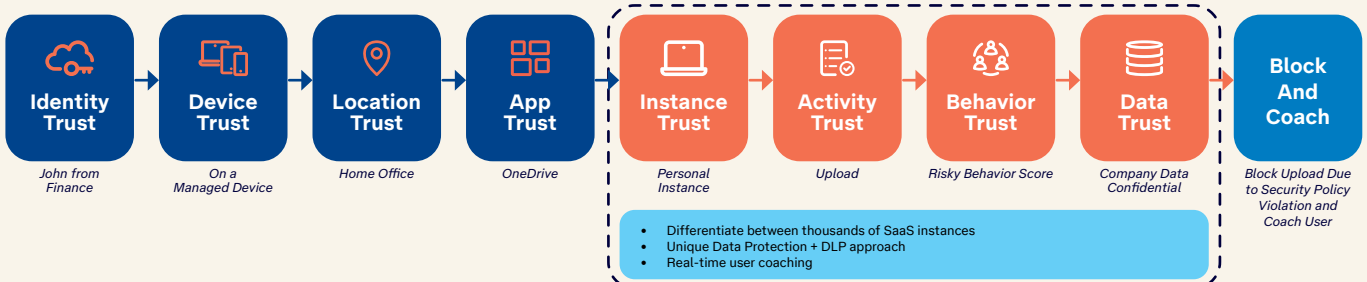 Identity
Trust
Device
Trust
Location
Trust
App
Trust
Instance
Trust
Activity
Trust
Behavior
Trust
Data
Trust
Block
And
Coach
John from
Finance
On a
Managed Device
Home Office
OneDrive
Personal
Instance
Upload
Risky Behavior Score
Company Data
Confidential
Block Upload Due
to Security Policy
Violation and
Coach User
• Differentiate between thousands of SaaS instances
• Unique Data Protection + DLP approach
• Real-time user coaching